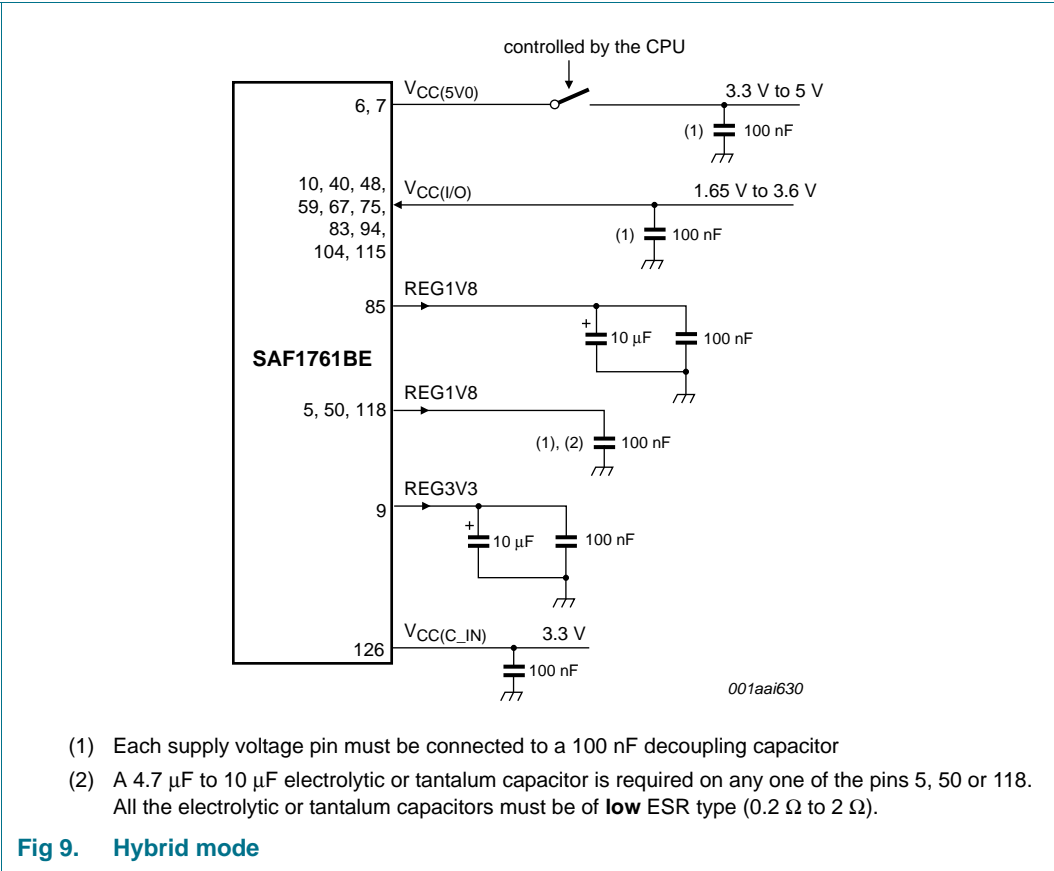 controlled by the CPU
6, 7
VCC(5V0)
3.3 V to 5 V
(1)
100 nF
10, 40, 48,
59, 67, 75,
83, 94,
104, 115
VCC(I/O)
1.65 V to 3.6 V
(1)
100 nF
85
REG1V8
+
10 μF
100 nF
SAF1761BE
5, 50, 118
REG1V8
(1), (2)
100 nF
9
REG3V3
+
10 μF
100 nF
126
VCC(C_IN)
3.3 V
100 nF
001aai630
(1) Each supply voltage pin must be connected to a 100 nF decoupling capacitor
(2) A 4.7 μF to 10 μF electrolytic or tantalum capacitor is required on any one of the pins 5, 50 or 118.
All the electrolytic or tantalum capacitors must be of low ESR type (0.2 Ω to 2 Ω).
Fig 9. Hybrid mode